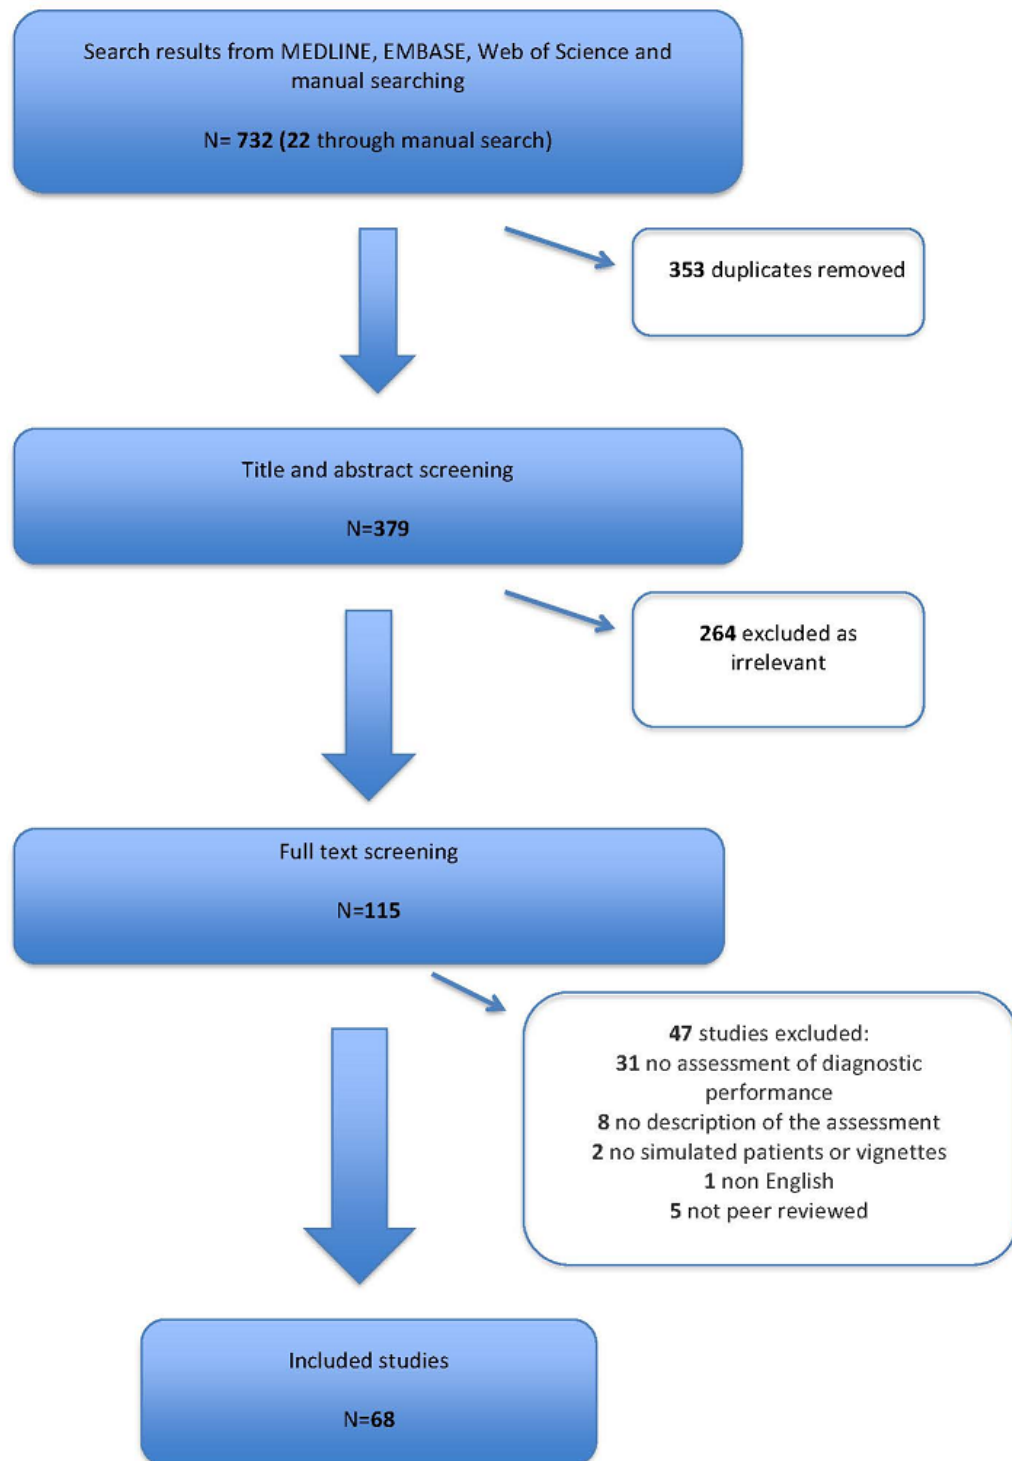 Search results from MEDLINE, EMBASE, Web of Science and
manual searching
N= 732 (22 through manual search)
353 duplicates removed
Title and abstract screening
N=379
264 excluded as
irrelevant
Full text screening
N=115
47 studies excluded:
31 no assessment of diagnostic
performance
8 no description of the assessment
2 no simulated patients or vignettes
1 non English
5 not peer reviewed
Included studies
N=68